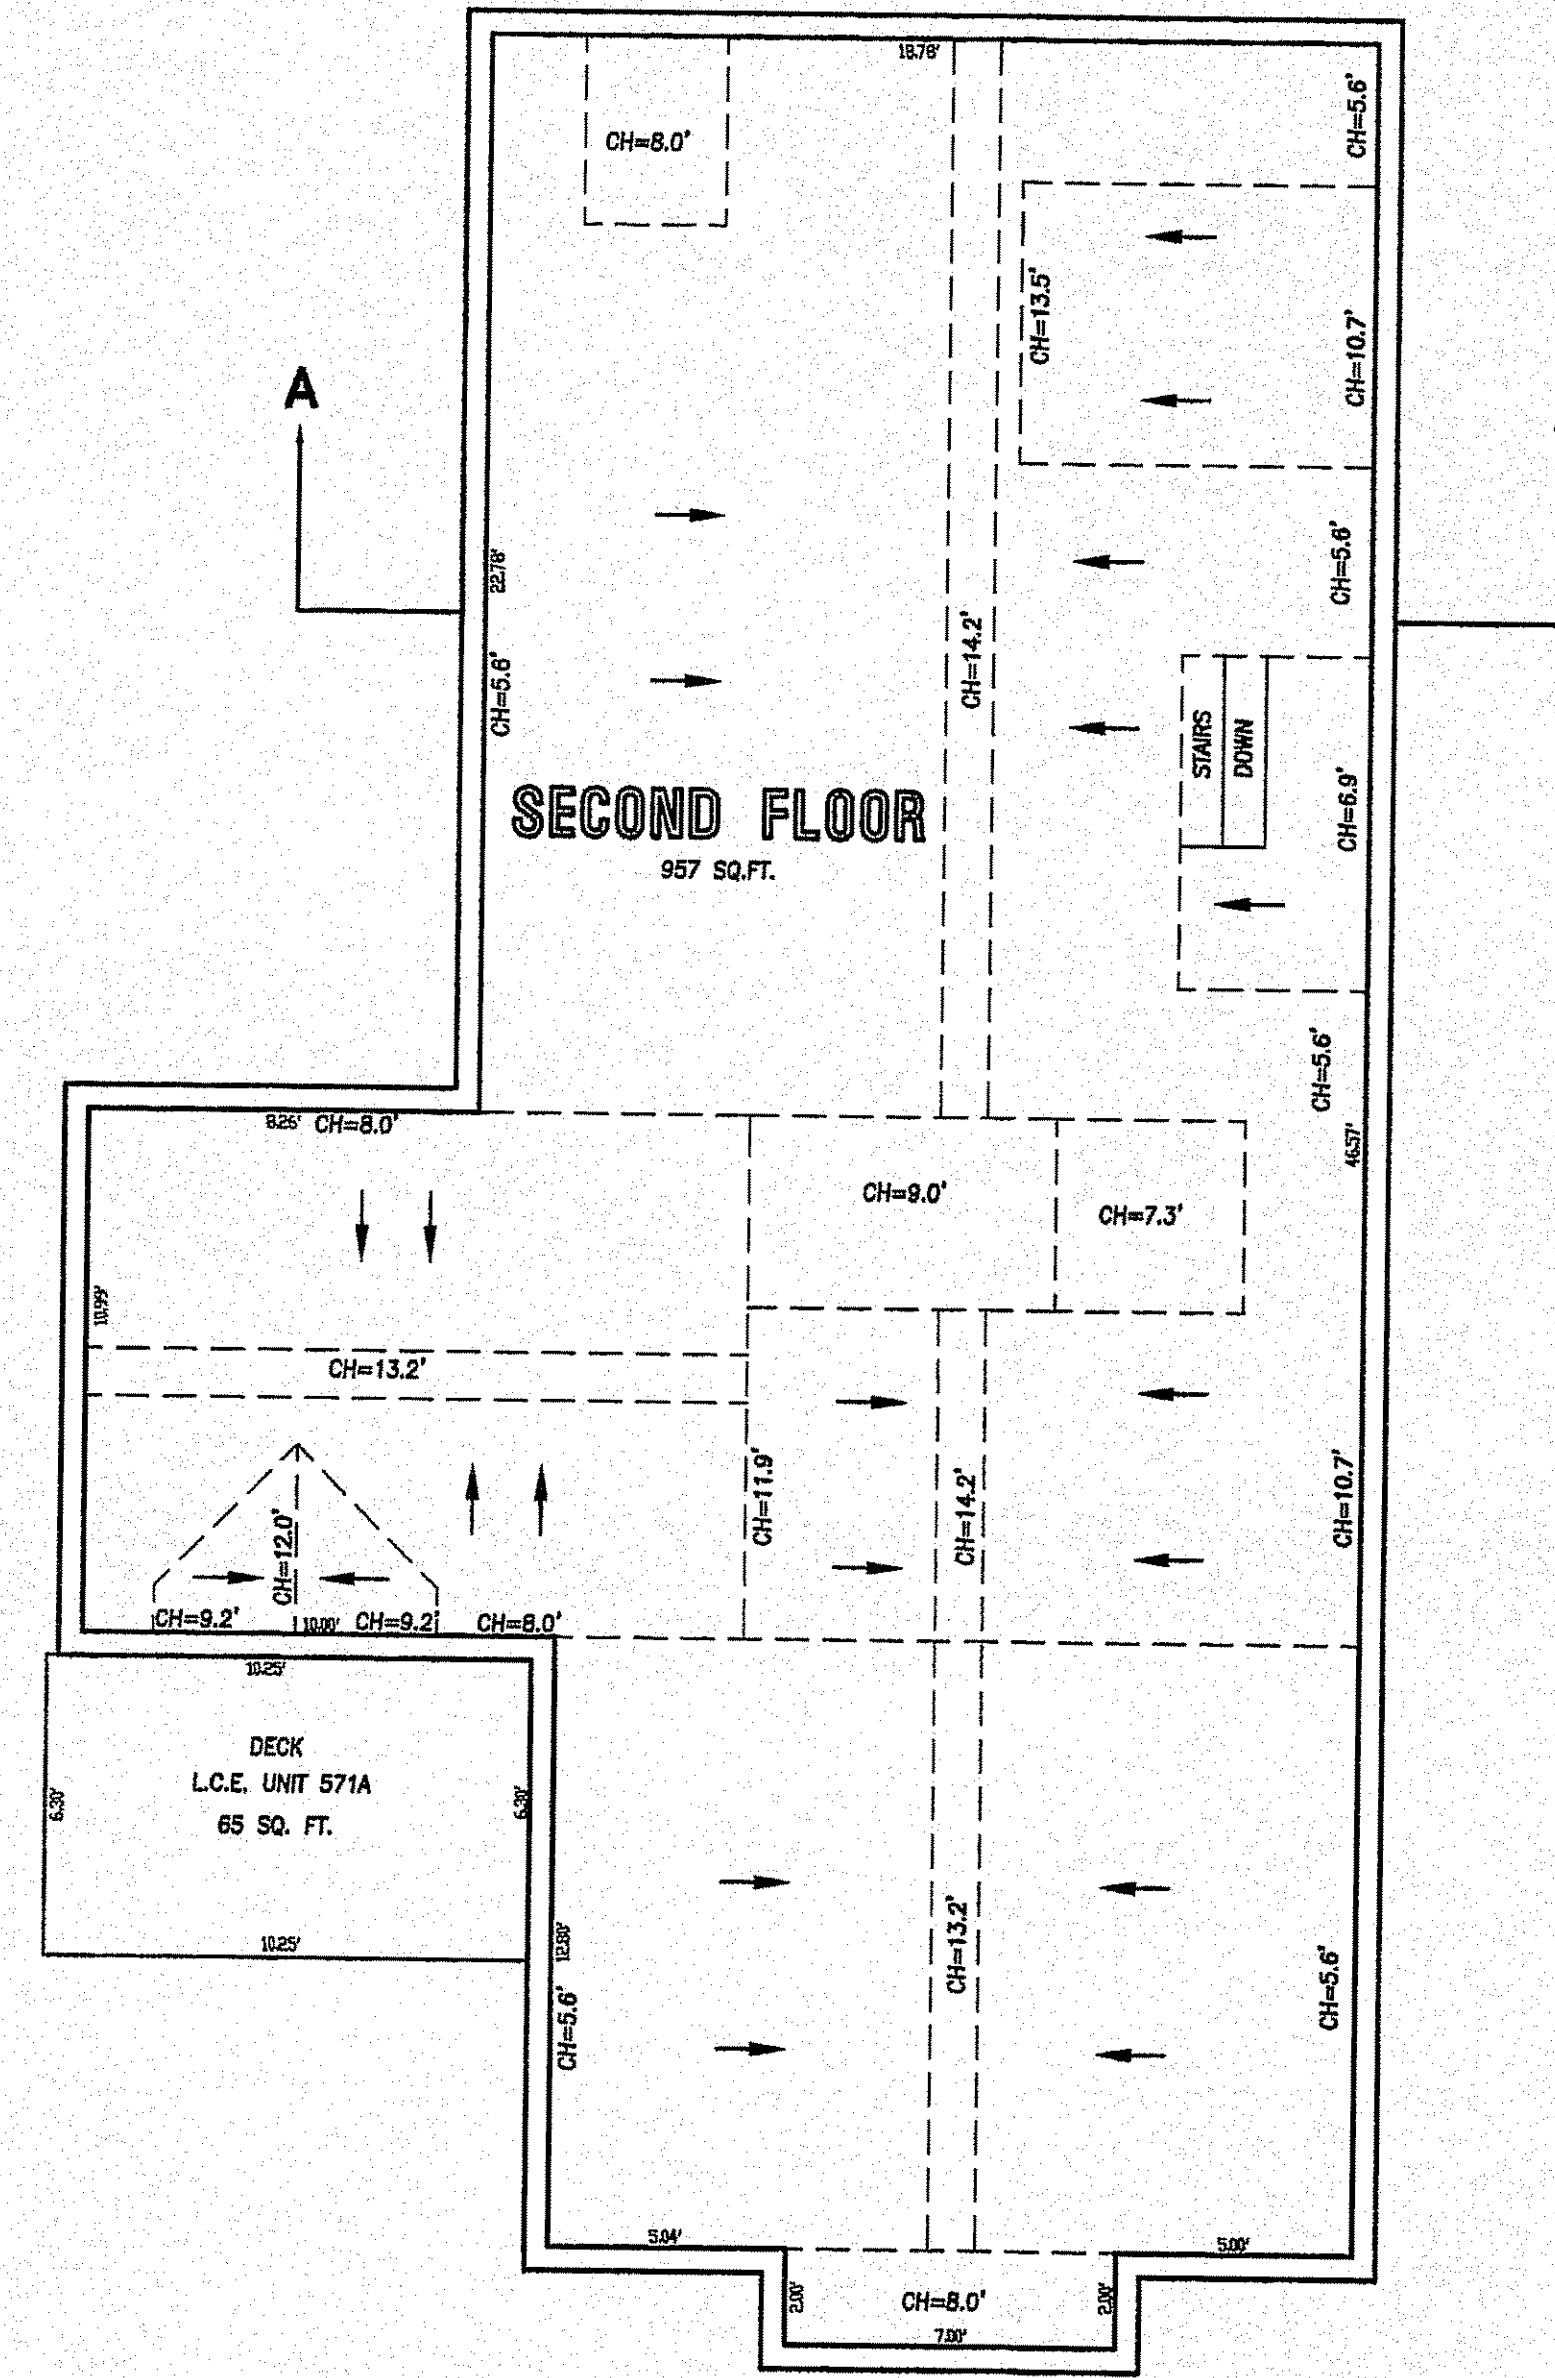 18.78'
CH=8.0'
CH=5.6'
CH=13.5'
CH=10.7'
A
22.78'
CH=5.6'
CH=5.6'
CH=14.2'
STAIRS
DOWN
CH=6.9'
SECOND FLOOR
957 SQ.FT.
CH=5.6'
46.57'
8.26' CH=8.0'
CH=9.0'
CH=7.3'
10.99'
CH=13.2'
CH=11.9'
CH=14.2'
CH=10.7'
CH=12.0'
CH=9.2'
10.00'
CH=9.2'
CH=8.0'
10.25'
DECK
L.C.E. UNIT 571A
65 SQ. FT.
6.30'
6.30'
10.25'
12.80'
CH=5.6'
CH=13.2'
CH=5.6'
5.04'
5.00'
2.00'
CH=8.0'
2.00'
7.00'